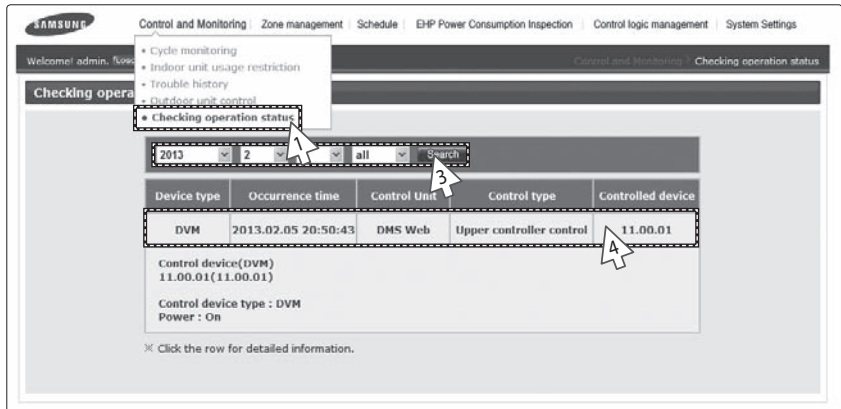 SAMSUNG
Control and Monitoring Zone management Schedule EHP Power Consumption Inspection Control logic management System Settings
Welcome! admin.
Control and Monitoring > Checking operation status
• Cycle monitoring
• Indoor unit usage restriction
• Trouble history
• Outdoor unit control
• Checking operation status
Checking opera
1
2013 2 all Search
3
Device type Occurrence time Control Unit Control type Controlled device
DVM 2013.02.05 20:50:43 DMS Web Upper controller control 11.00.01
4
Control device(DVM)
11.00.01(11.00.01)
Control device type : DVM
Power : On
※ Click the row for detailed information.